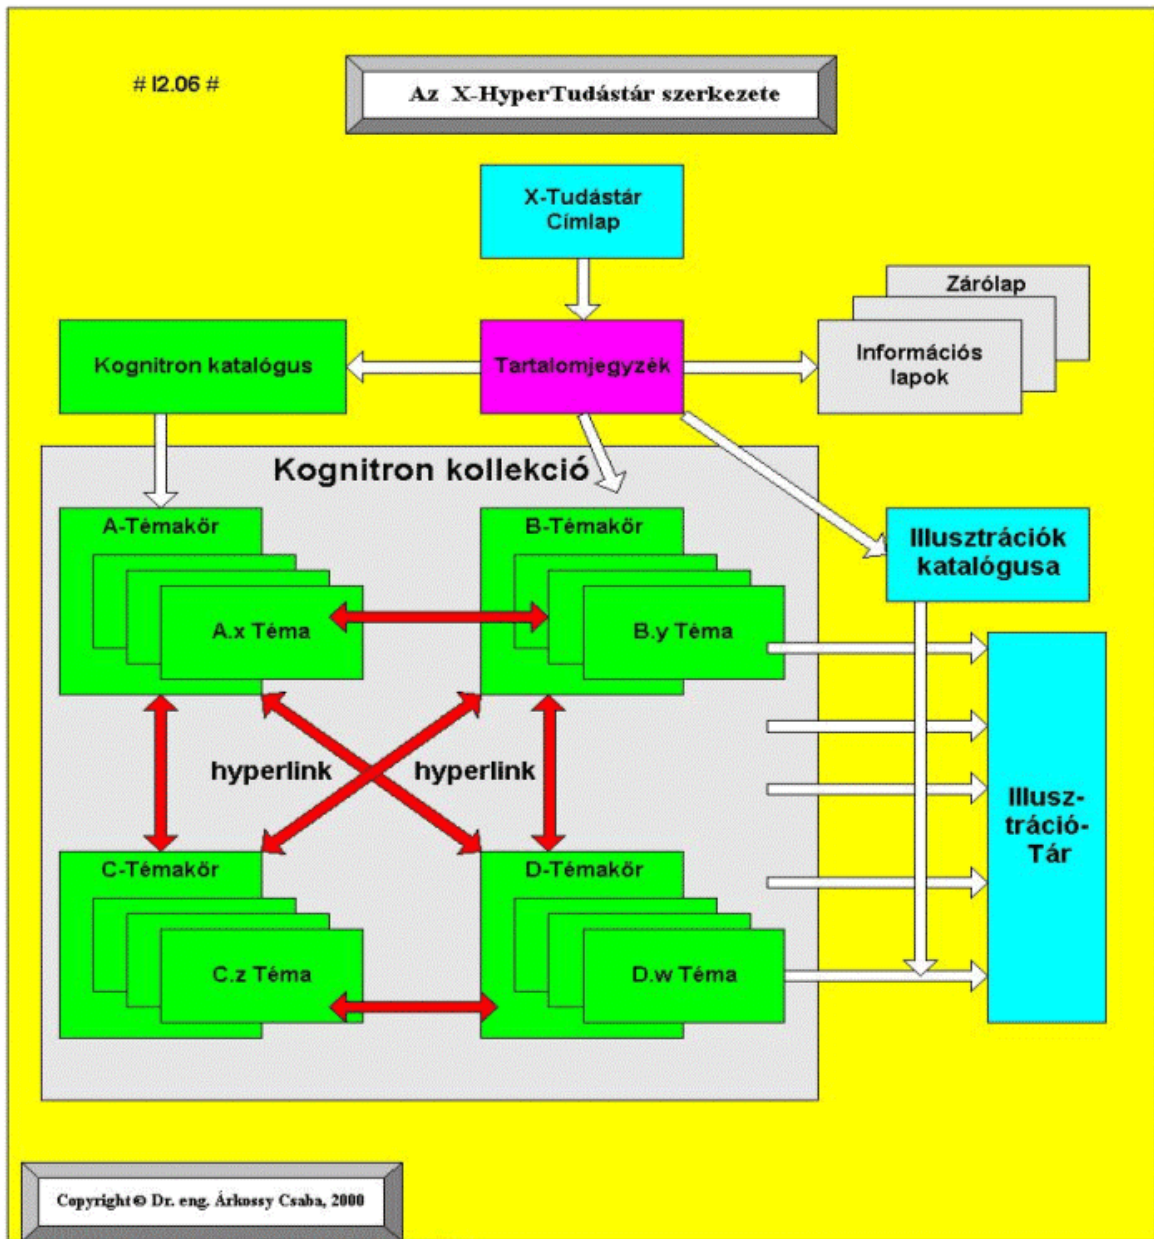 # I2.06 #
Az X-HyperTudástár szerkezete
X-Tudástár
Címlap
Zárólap
Kognitron katalógus
Tartalomjegyzék
Információs
lapok
Kognitron kollekció
A-Témakör
B-Témakör
Illusztrációk
katalógusa
A.x Téma
B.y Téma
hyperlink
hyperlink
Illusz-
tráció-
Tár
C-Témakör
D-Témakör
C.z Téma
D.w Téma
Copyright © Dr. eng. Árkossy Csaba, 2000